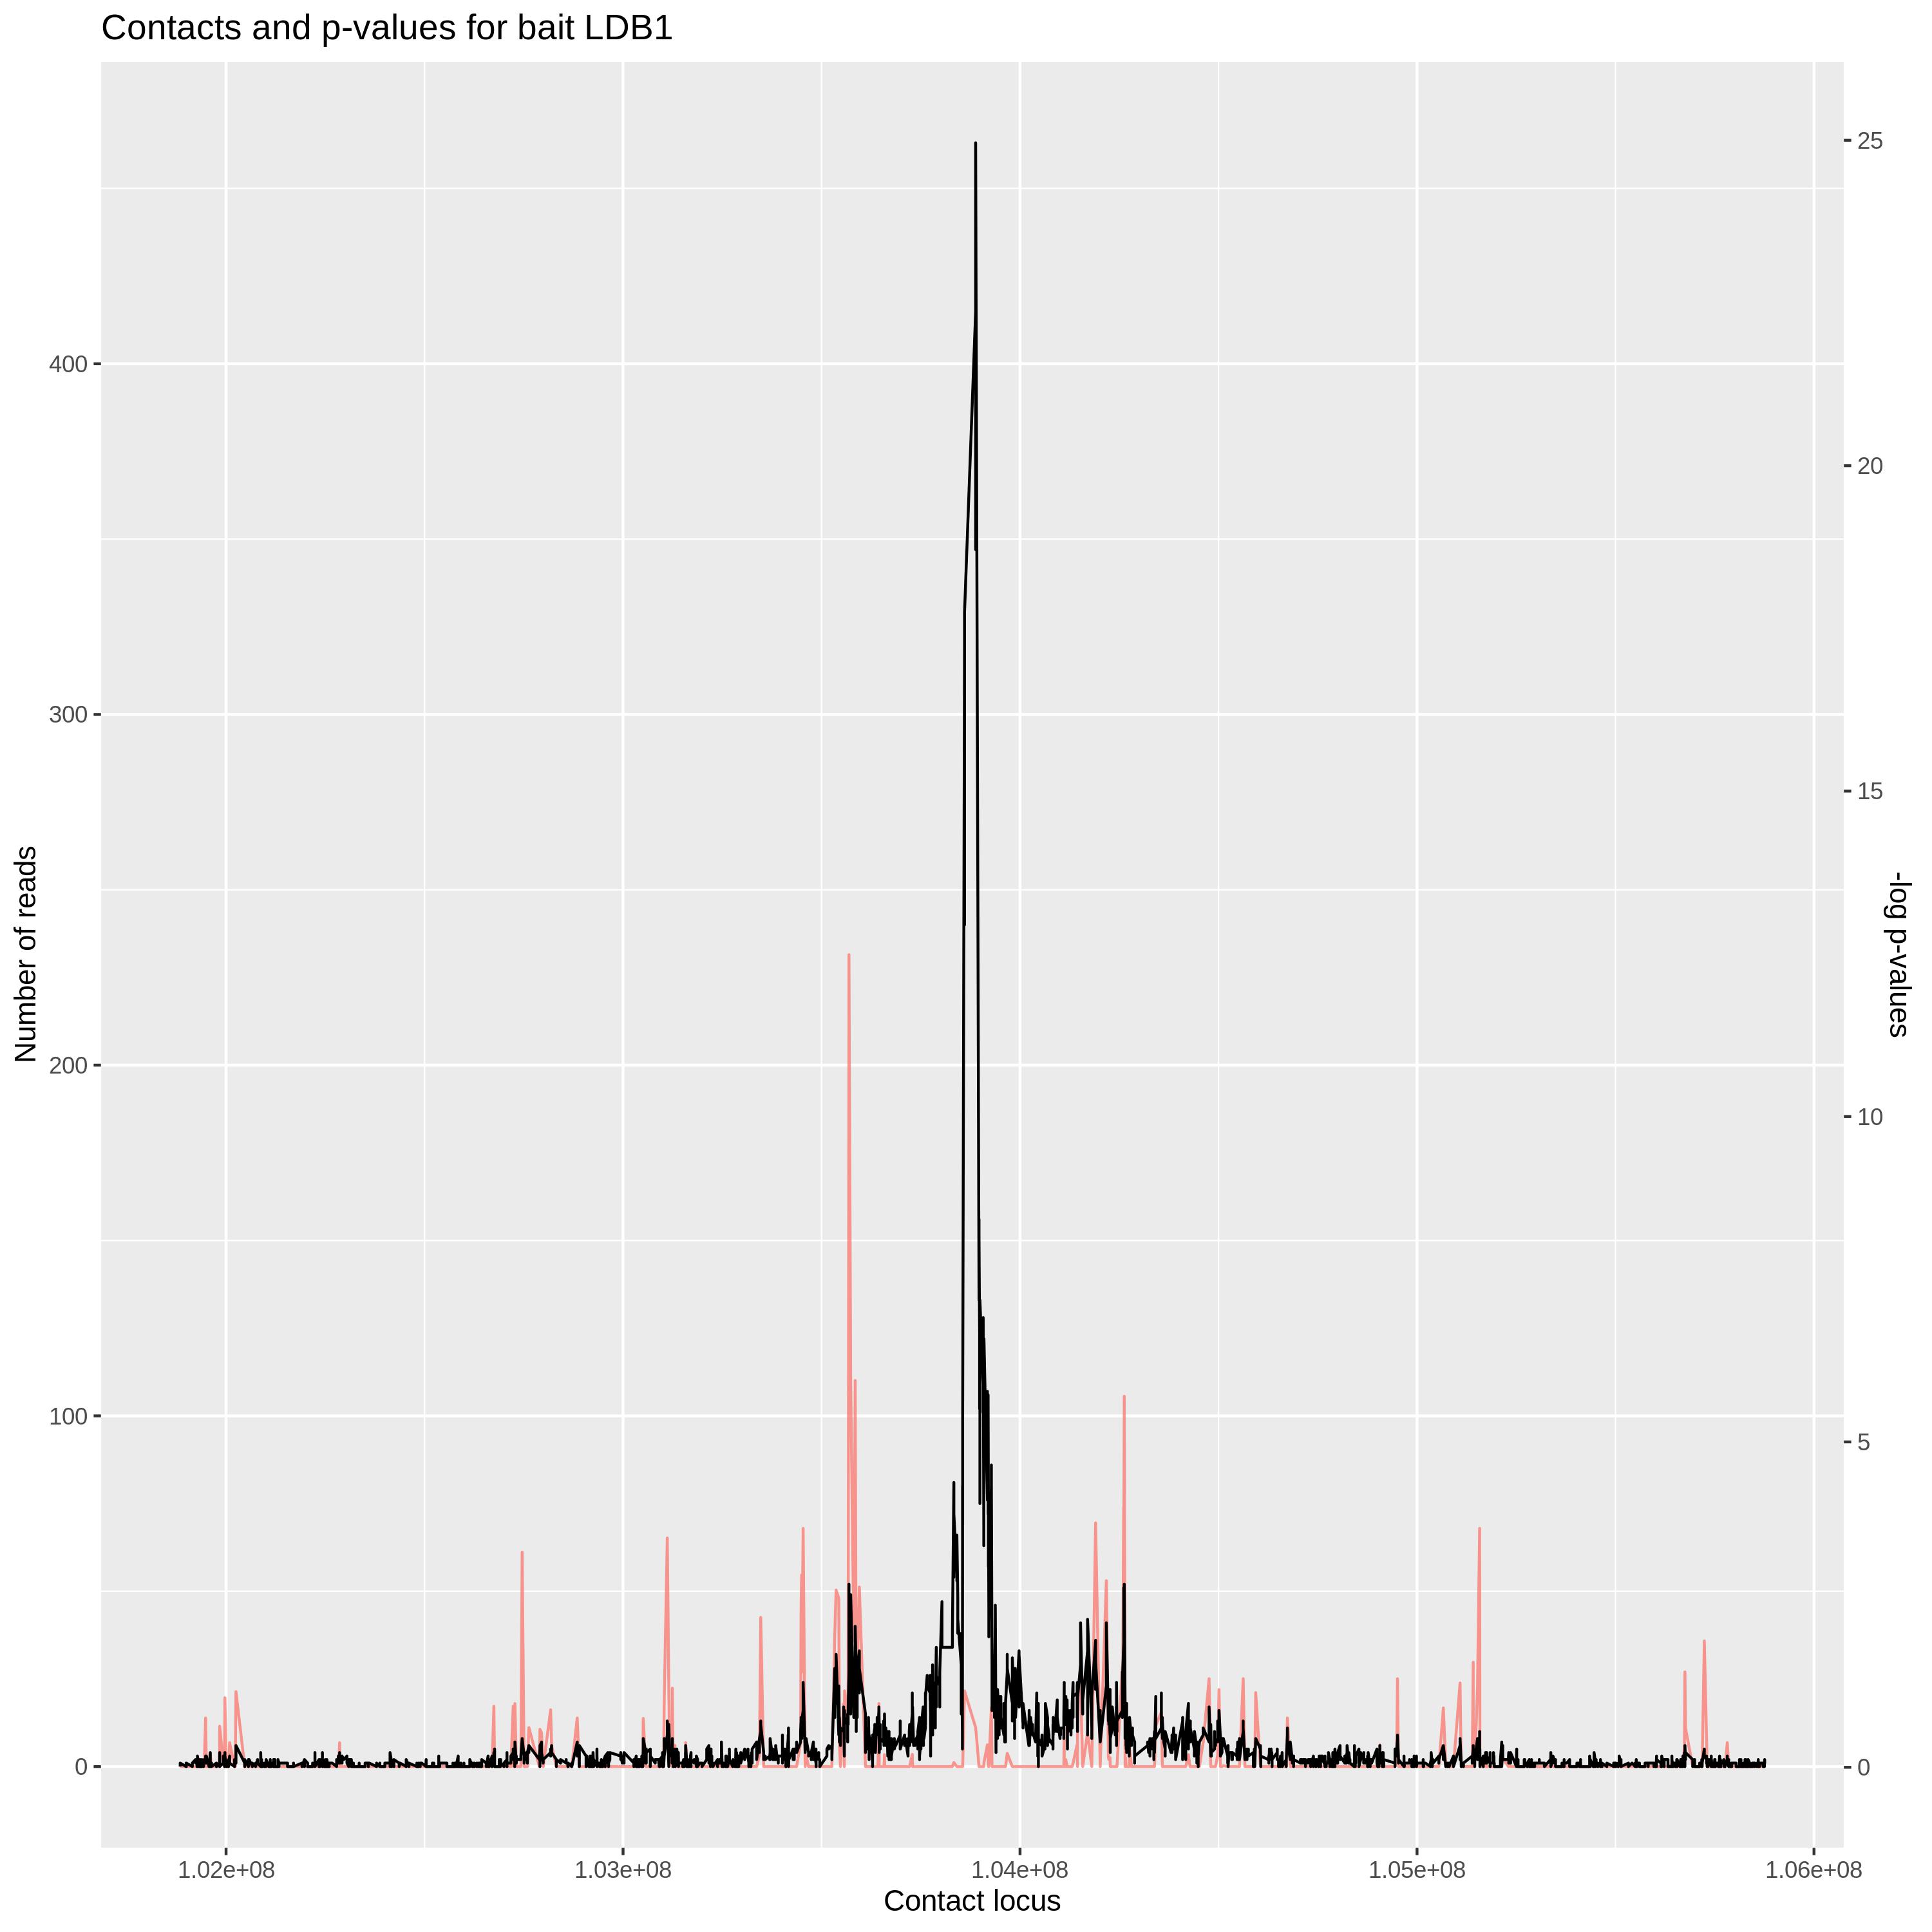 Contacts and p-values for bait LDB1
Number of reads
400
300
200
100
0
25
20
15
10
5
0
-log p-values
1.02e+08
1.03e+08
1.04e+08
1.05e+08
1.06e+08
Contact locus